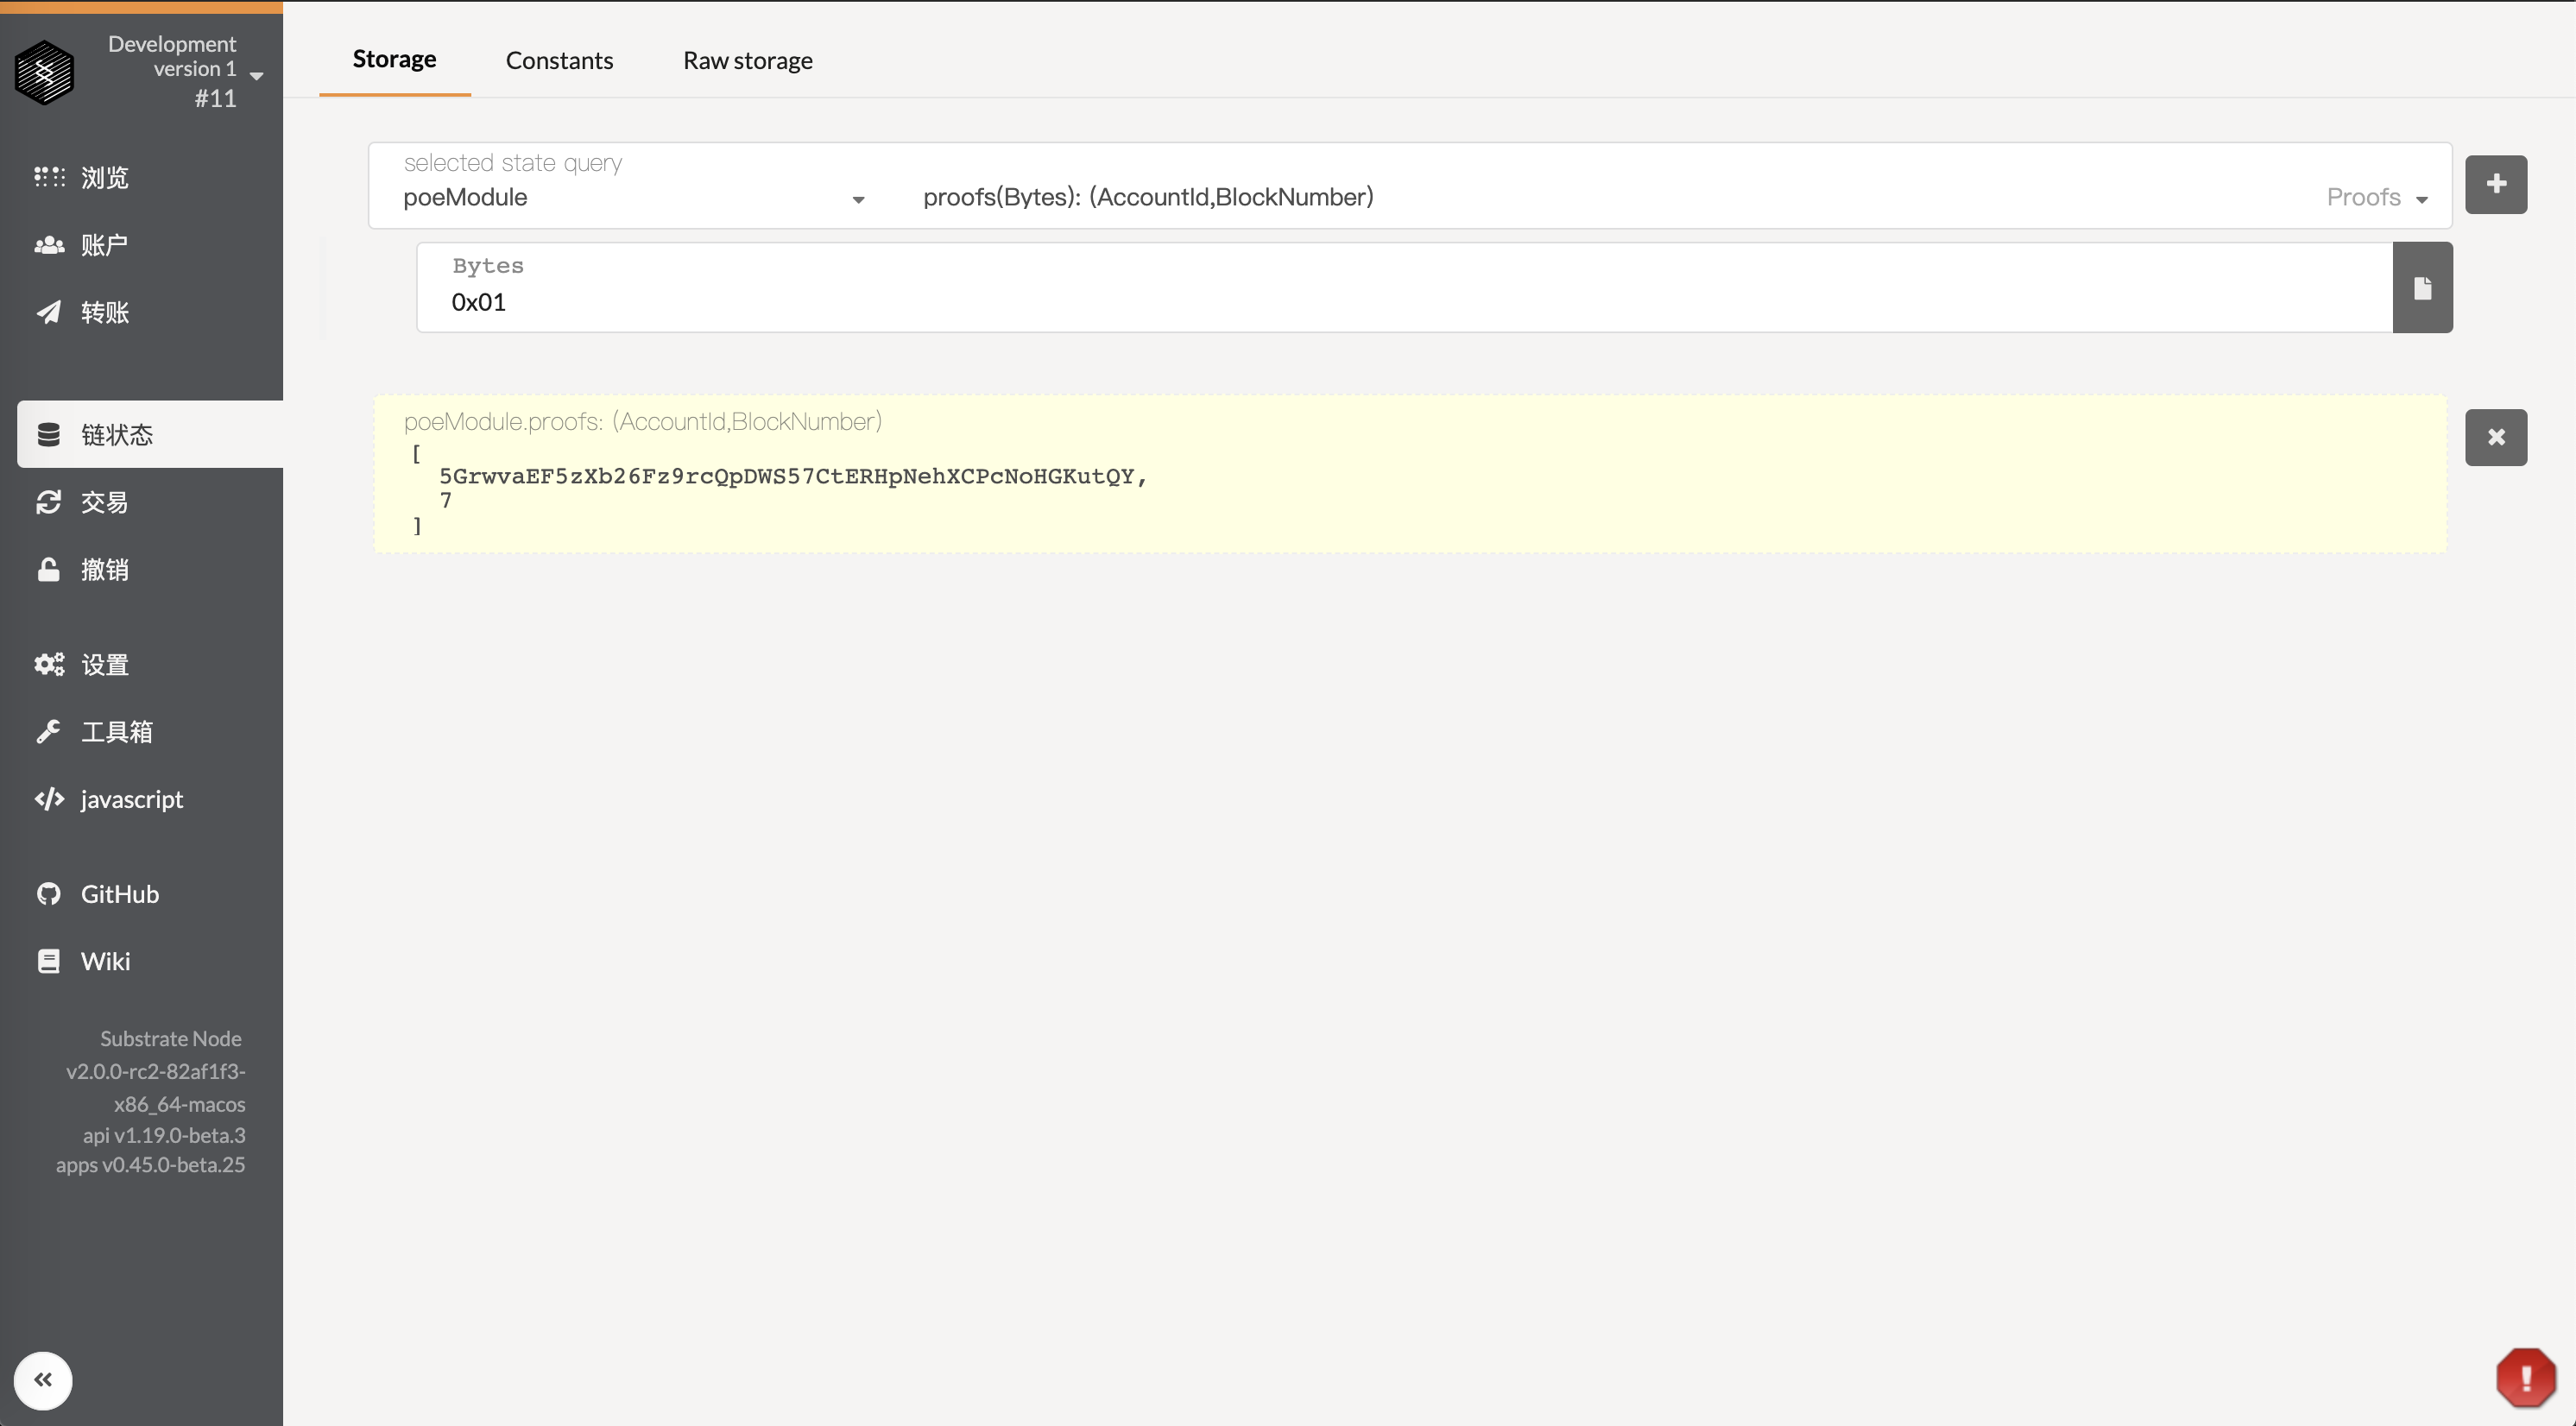 Development
version 1
#11
浏览
账户
转账
链状态
交易
撤销
设置
工具箱
javascript
GitHub
Wiki
Substrate Node
v2.0.0-rc2-82af1f3-
x86_64-macos
api v1.19.0-beta.3
apps v0.45.0-beta.25
Storage Constants Raw storage
selected state query
poeModule proofs(Bytes): (AccountId,BlockNumber) Proofs
Bytes
0x01
poeModule.proofs: (AccountId,BlockNumber)
[
5GrwvaEF5zXb26Fz9rcQpDWS57CtERHpNehXCPcNoHGKutQY,
7
]